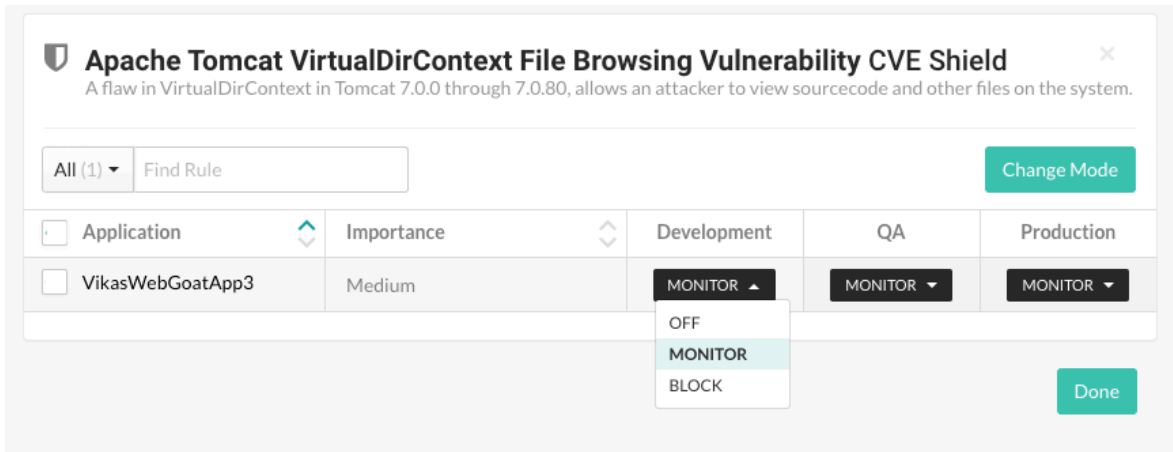 Apache Tomcat VirtualDirContext File Browsing Vulnerability CVE Shield
A flaw in VirtualDirContext in Tomcat 7.0.0 through 7.0.80, allows an attacker to view sourcecode and other files on the system.
All (1) Find Rule Change Mode
Application Importance Development QA Production
VikasWebGoatApp3 Medium MONITOR MONITOR MONITOR
OFF
MONITOR
BLOCK
Done